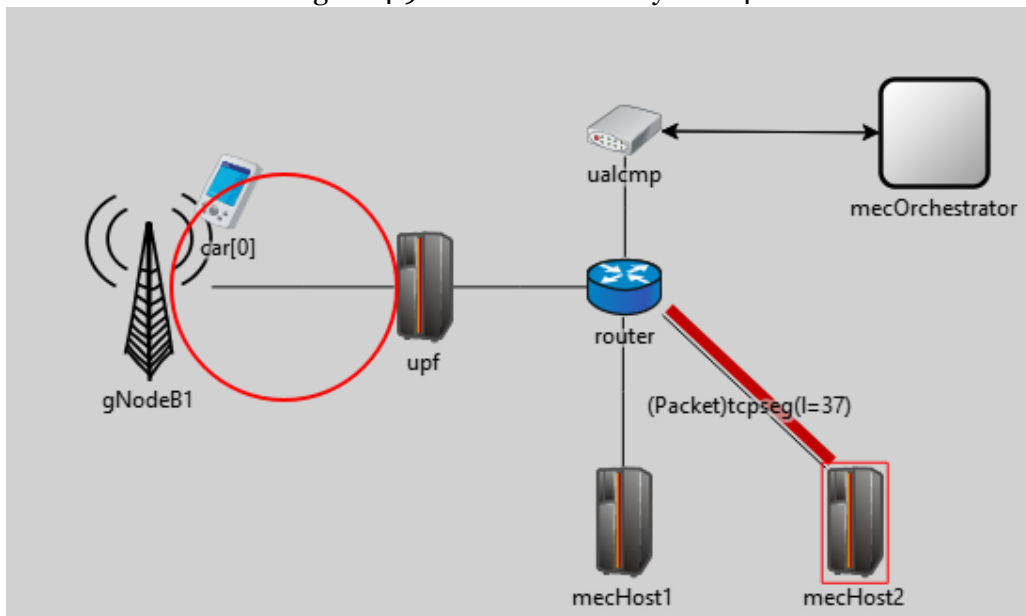 ualcmp
mecOrchestrator
car[0]
router
upf
gNodeB1
(Packet)tcpseg(l=37)
mecHost1
mecHost2